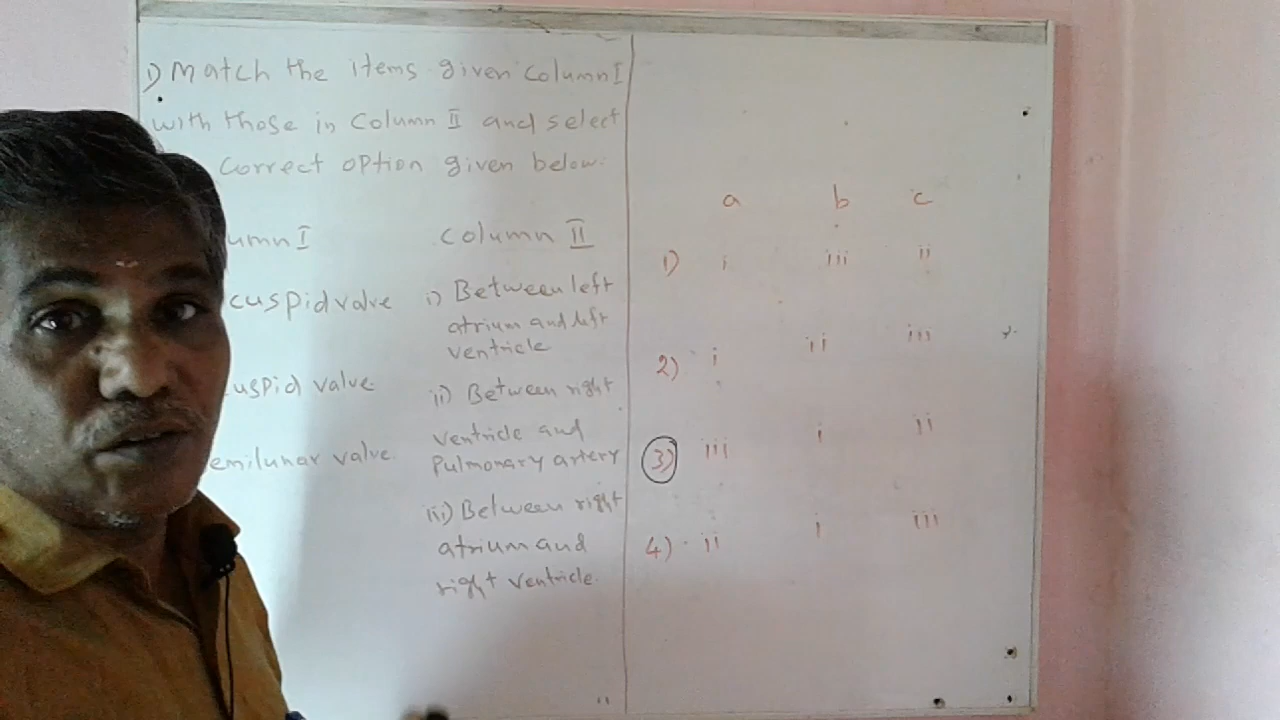 1) Match the items given Column I
with those in Column II and select
Correct option given below:
umn I Column II
cuspid valve i) Between left
atrium and left
ventricle
cuspid valve ii) Between right
ventricle and
emilunar valve. Pulmonary artery
iii) Between right
atrium and
right ventricle.
a b c
1) i iii ii
2) i ii iii
3) iii i ii
4) ii i iii